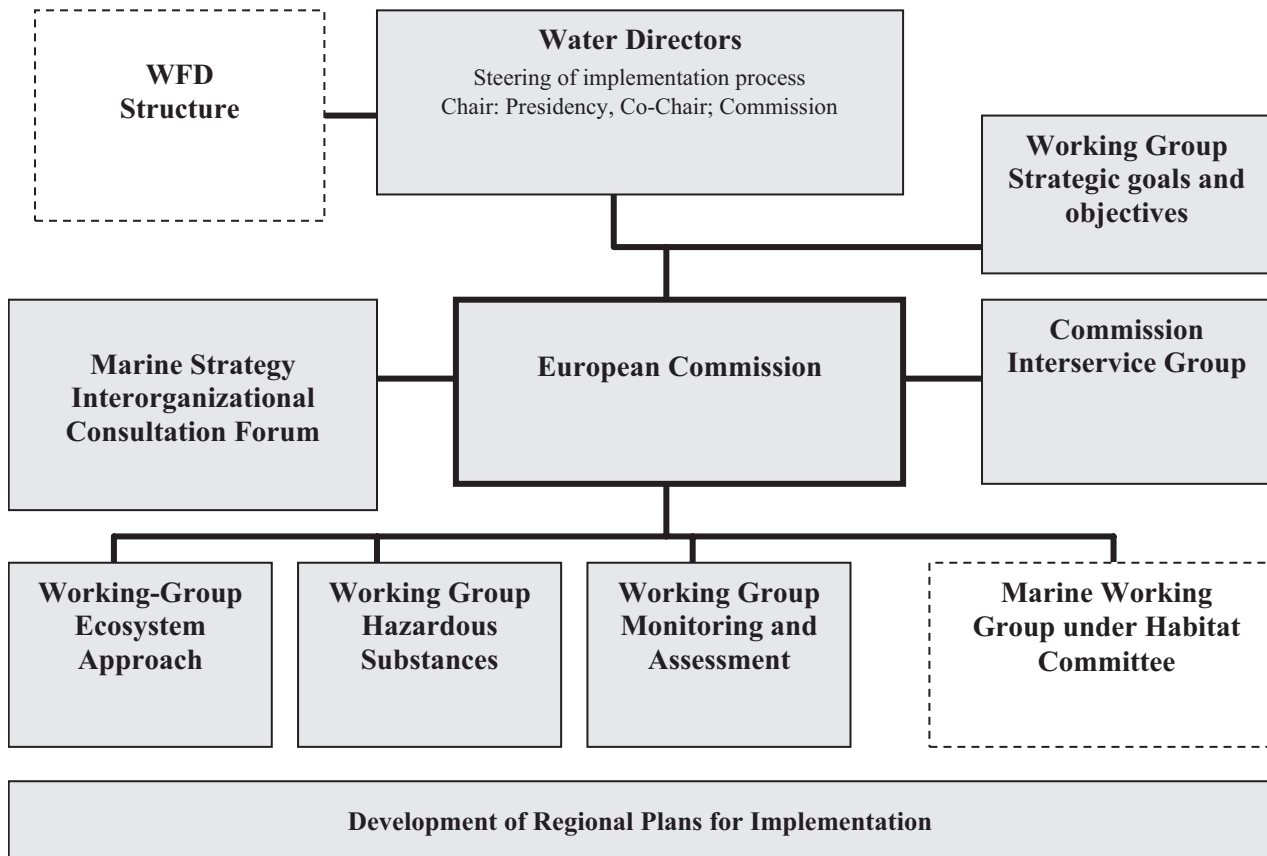 WFD
Structure
Water Directors
Steering of implementation process
Chair: Presidency, Co-Chair; Commission
Working Group
Strategic goals and
objectives
Marine Strategy
Interorganizational
Consultation Forum
European Commission
Commission
Interservice Group
Working-Group
Ecosystem
Approach
Working Group
Hazardous
Substances
Working Group
Monitoring and
Assessment
Marine Working
Group under Habitat
Committee
Development of Regional Plans for Implementation